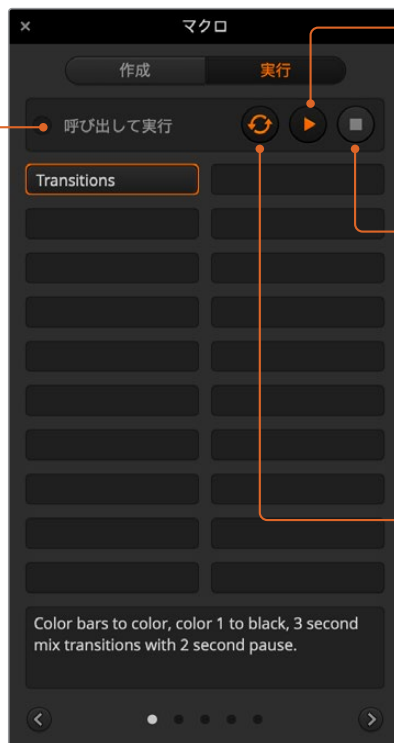 マクロ
作成
実行
呼び出して実行
Transitions
Color bars to color, color 1 to black, 3 second
mix transitions with 2 second pause.